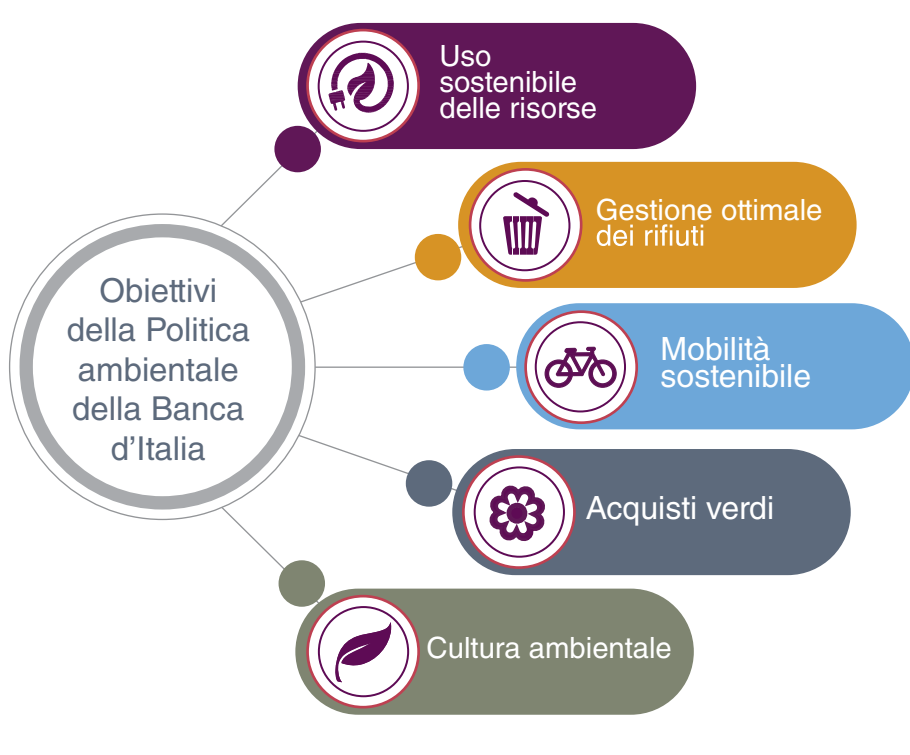 Obiettivi
della Politica
ambientale
della Banca
d'Italia
Uso
sostenibile
delle risorse
Gestione ottimale
dei rifiuti
Mobilità
sostenibile
Acquisti verdi
Cultura ambientale